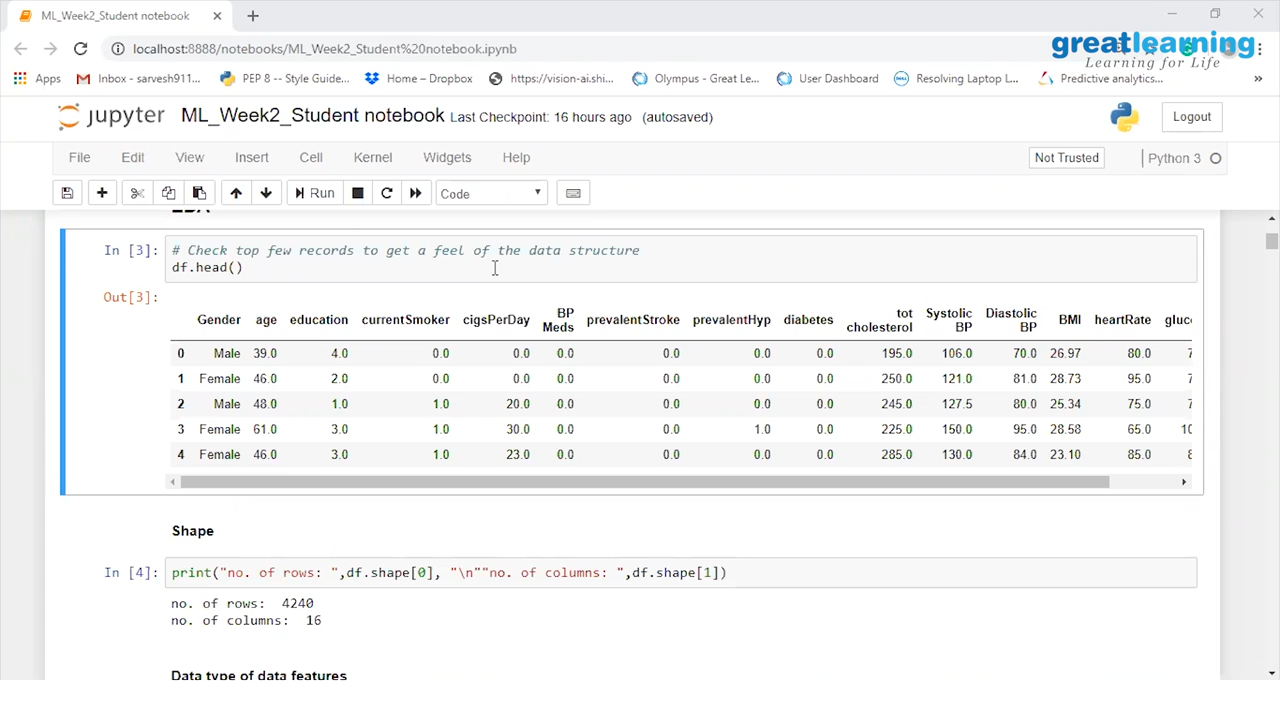 ML_Week2_Student notebook
localhost:8888/notebooks/ML_Week2_Student%20notebook.ipynb
greatlearning
Learning for Life
Apps Inbox - sarvesh911... PEP 8 -- Style Guide... Home – Dropbox https://vision-ai.shi... Olympus - Great Le... User Dashboard Resolving Laptop L... Predictive analytics... »
jupyter ML_Week2_Student notebook Last Checkpoint: 16 hours ago (autosaved) Logout
File Edit View Insert Cell Kernel Widgets Help Not Trusted Python 3
Run Code
In [3]: # Check top few records to get a feel of the data structure
df.head()
Out[3]:
Gender age education currentSmoker cigsPerDay BP Meds prevalentStroke prevalentHyp diabetes tot cholesterol Systolic BP Diastolic BP BMI heartRate gluc
0 Male 39.0 4.0 0.0 0.0 0.0 0.0 0.0 0.0 195.0 106.0 70.0 26.97 80.0 7
1 Female 46.0 2.0 0.0 0.0 0.0 0.0 0.0 0.0 250.0 121.0 81.0 28.73 95.0 7
2 Male 48.0 1.0 1.0 20.0 0.0 0.0 0.0 0.0 245.0 127.5 80.0 25.34 75.0 7
3 Female 61.0 3.0 1.0 30.0 0.0 0.0 1.0 0.0 225.0 150.0 95.0 28.58 65.0 10
4 Female 46.0 3.0 1.0 23.0 0.0 0.0 0.0 0.0 285.0 130.0 84.0 23.10 85.0 8
Shape
In [4]: print("no. of rows: ",df.shape[0], "\n""no. of columns: ",df.shape[1])
no. of rows:  4240
no. of columns:  16
Data type of data features